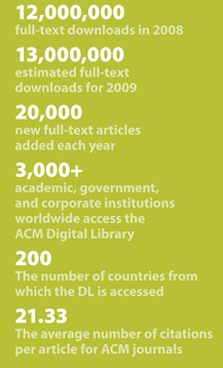 12,000,000
full-text downloads in 2008
13,000,000
estimated full-text
downloads for 2009
20,000
new full-text articles
added each year
3,000+
academic, government,
and corporate institutions
worldwide access the
ACM Digital Library
200
The number of countries from
which the DL is accessed
21.33
The average number of citations
per article for ACM journals